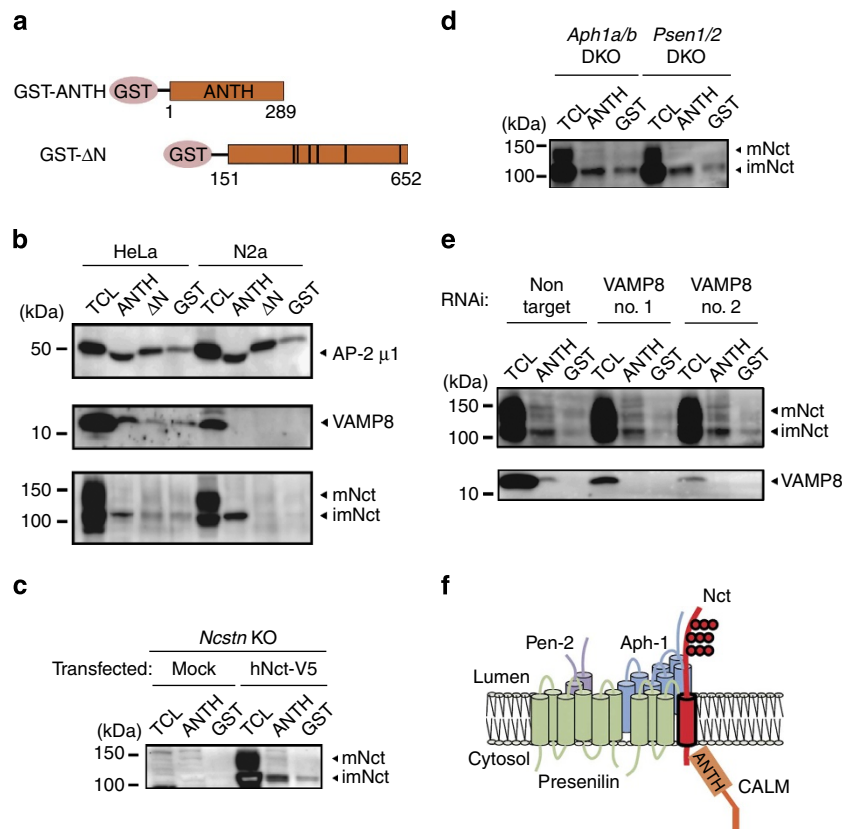 a
GST-ANTH GST ANTH
1 289
GST-ΔN GST
151 652
b
HeLa N2a
TCL ANTH ΔN GST TCL ANTH ΔN GST
(kDa)
50 AP-2 μ1
10 VAMP8
150 mNct
100 imNct
c
Ncstn KO
Transfected: Mock hNct-V5
TCL ANTH GST TCL ANTH GST
(kDa)
150 mNct
100 imNct
d
Aph1a/b Psen1/2
DKO DKO
TCL ANTH GST TCL ANTH GST
(kDa)
150 mNct
100 imNct
e
RNAi: Non target VAMP8 no. 1 VAMP8 no. 2
TCL ANTH GST TCL ANTH GST TCL ANTH GST
(kDa)
150 mNct
100 imNct
10 VAMP8
f
Nct
Pen-2 Aph-1
Lumen
Cytosol
Presenilin
ANTH CALM